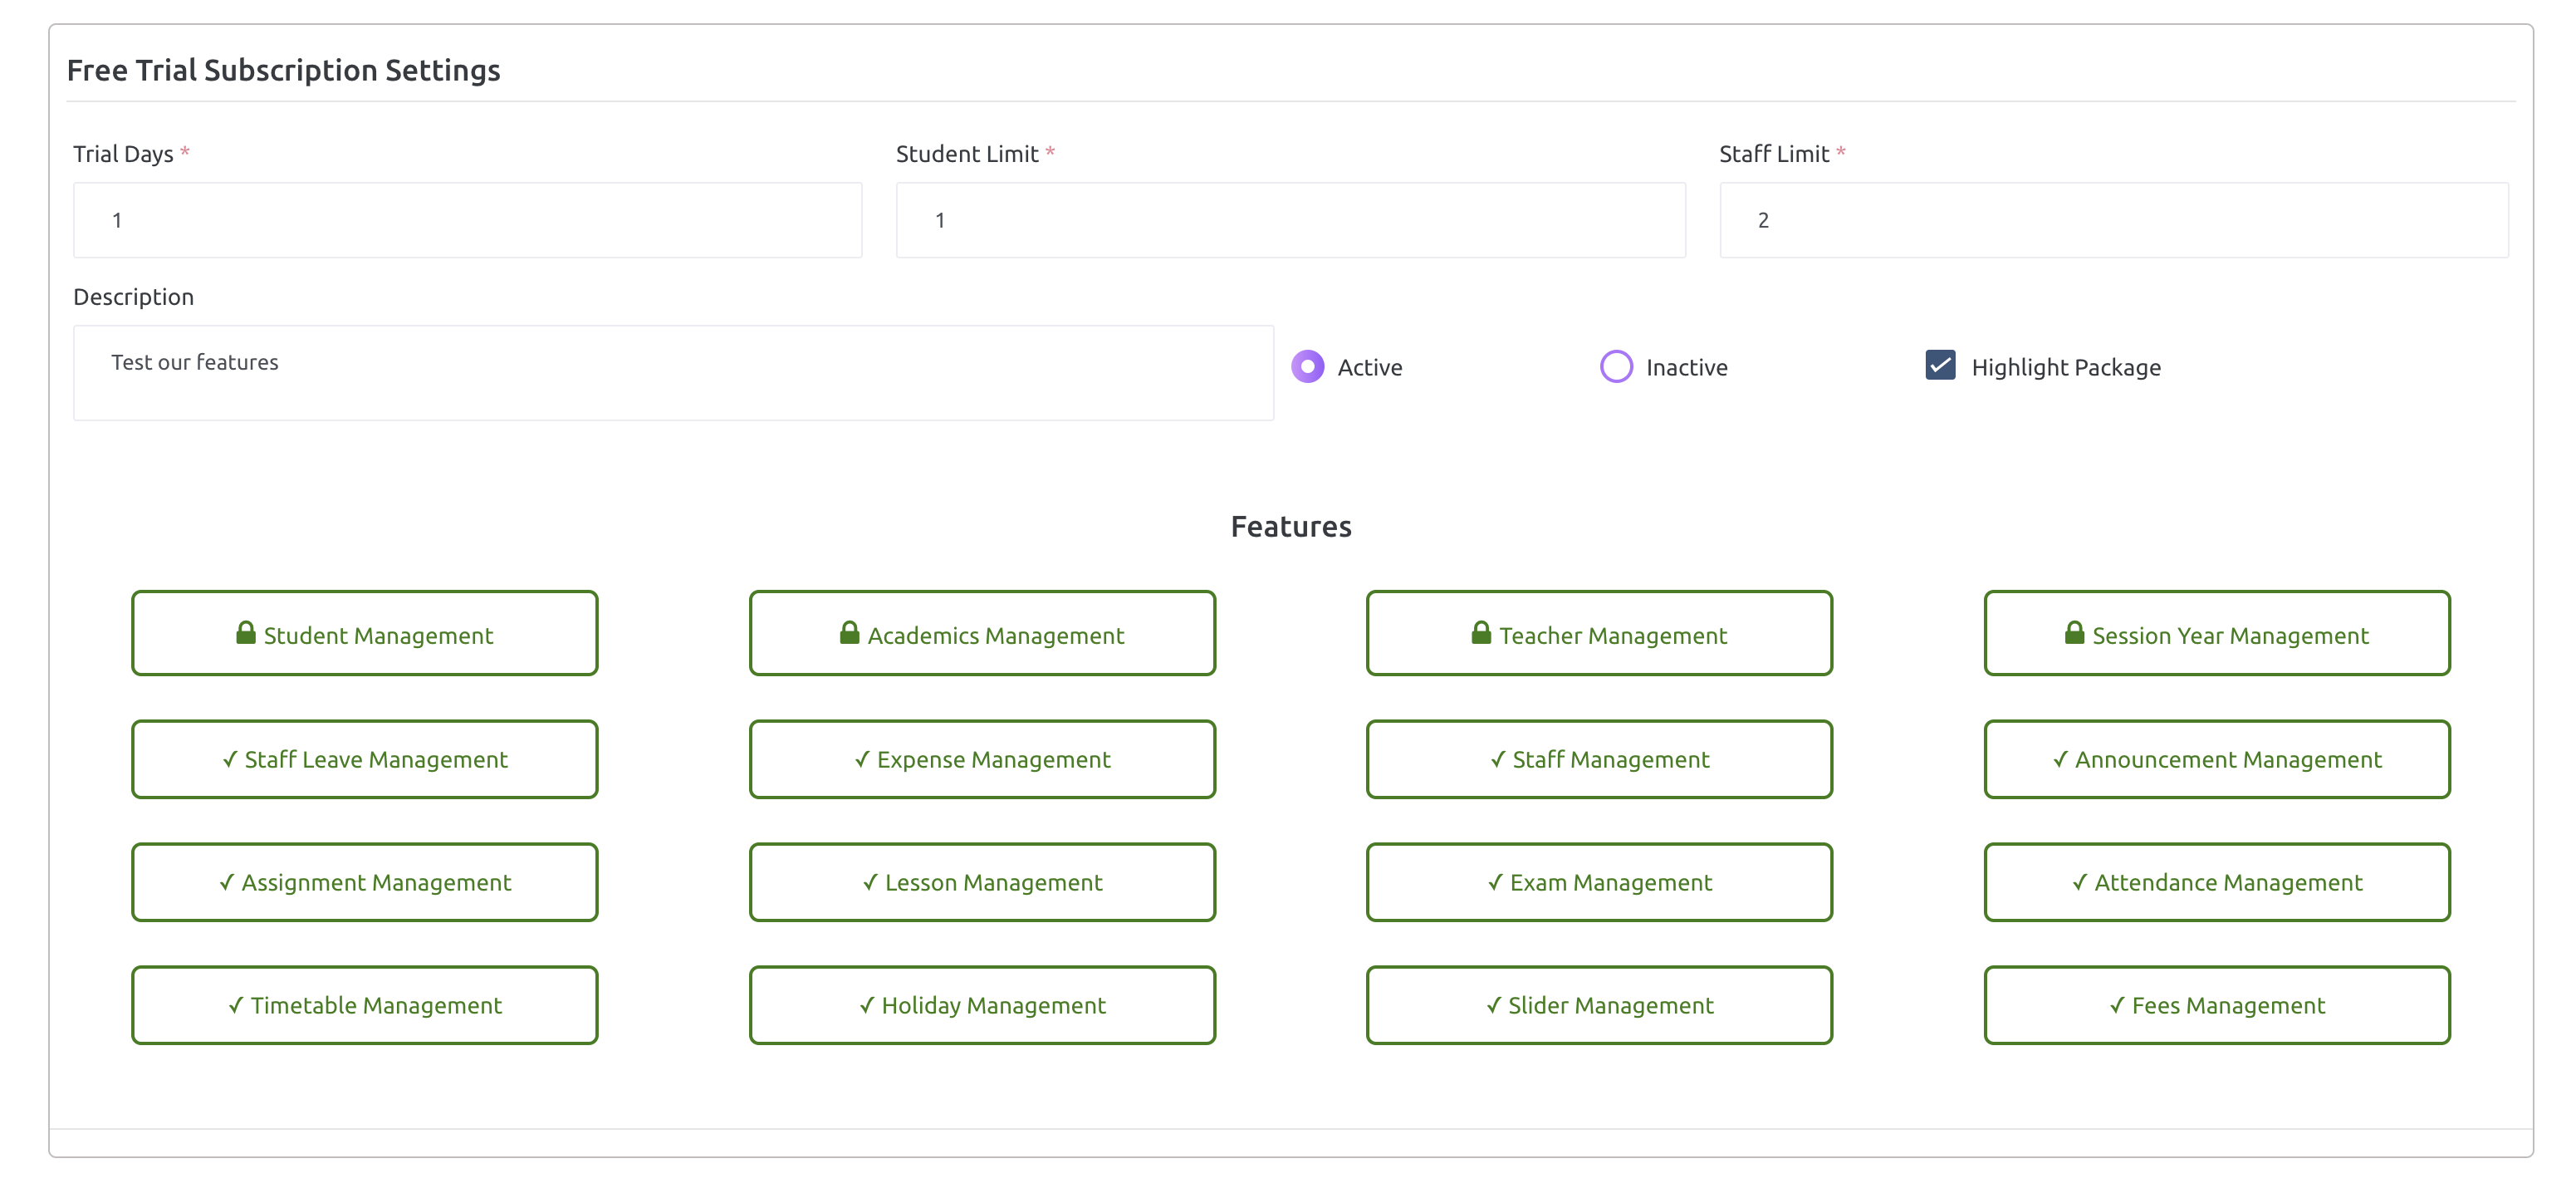 Free Trial Subscription Settings
Trial Days * Student Limit * Staff Limit *
1 1 2
Description
Test our features
Active Inactive Highlight Package
Features
Student Management Academics Management Teacher Management Session Year Management
✓ Staff Leave Management ✓ Expense Management ✓ Staff Management ✓ Announcement Management
✓ Assignment Management ✓ Lesson Management ✓ Exam Management ✓ Attendance Management
✓ Timetable Management ✓ Holiday Management ✓ Slider Management ✓ Fees Management